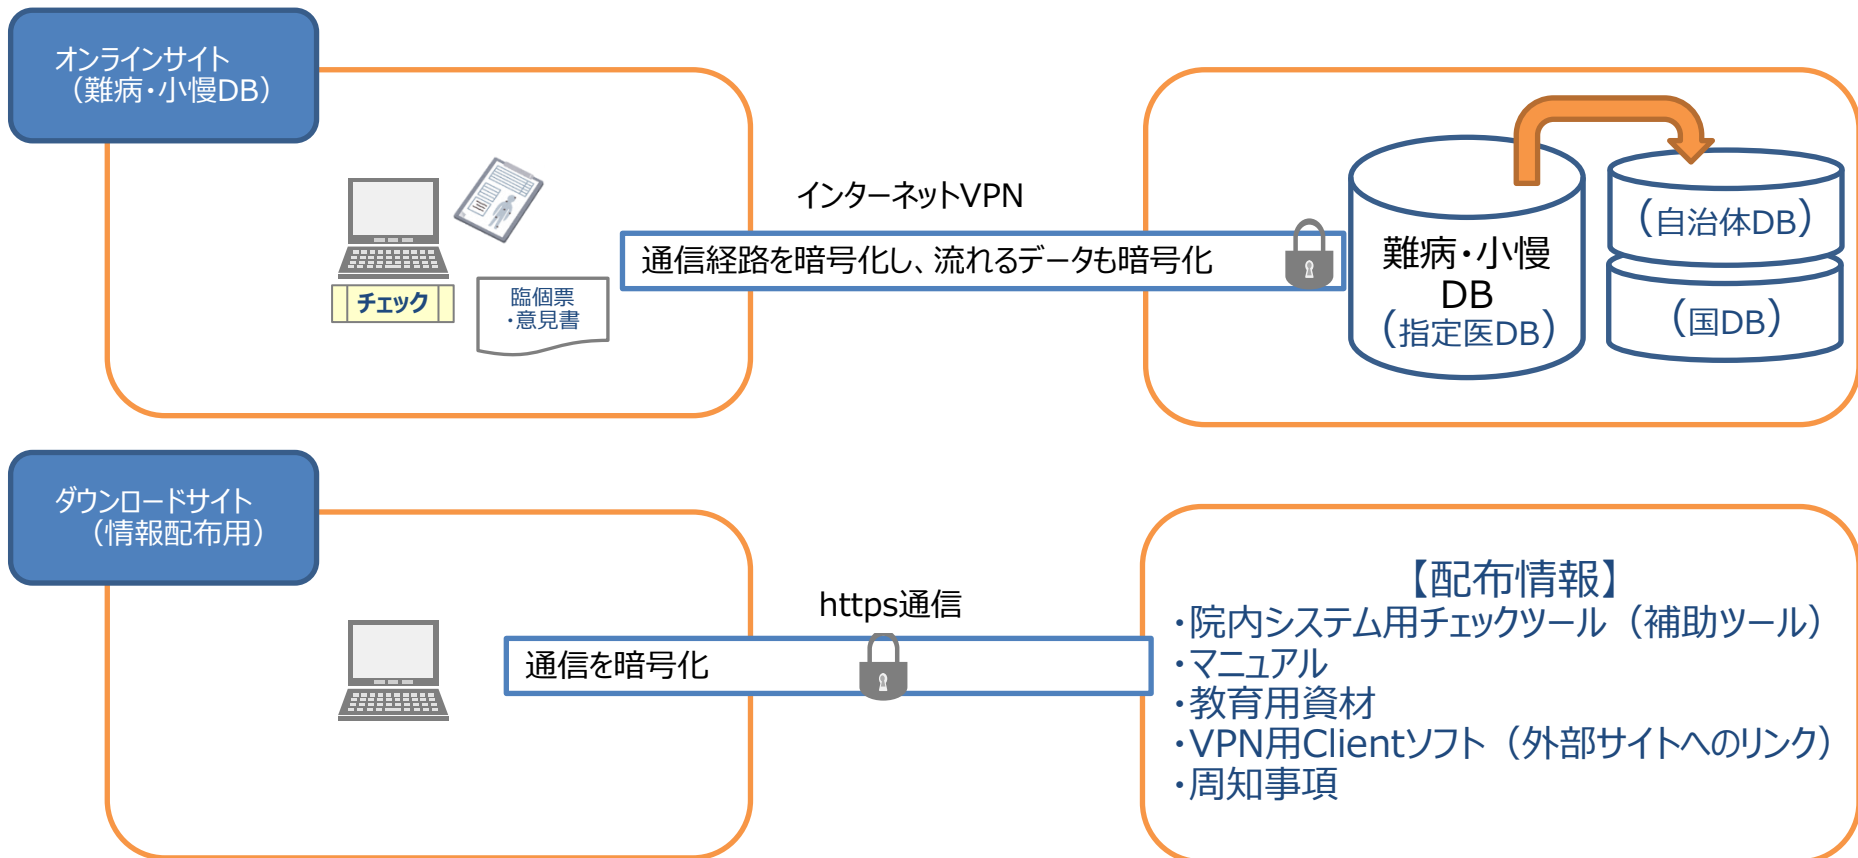 オンラインサイト
（難病・小慢DB）
インターネットVPN
通信経路を暗号化し、流れるデータも暗号化
チェック
臨個票
・意見書
難病・小慢
DB
（指定医DB）
（自治体DB）
（国DB）
ダウンロードサイト
（情報配布用）
https通信
通信を暗号化
【配布情報】
・院内システム用チェックツール（補助ツール）
・マニュアル
・教育用資材
・VPN用Clientソフト（外部サイトへのリンク）
・周知事項